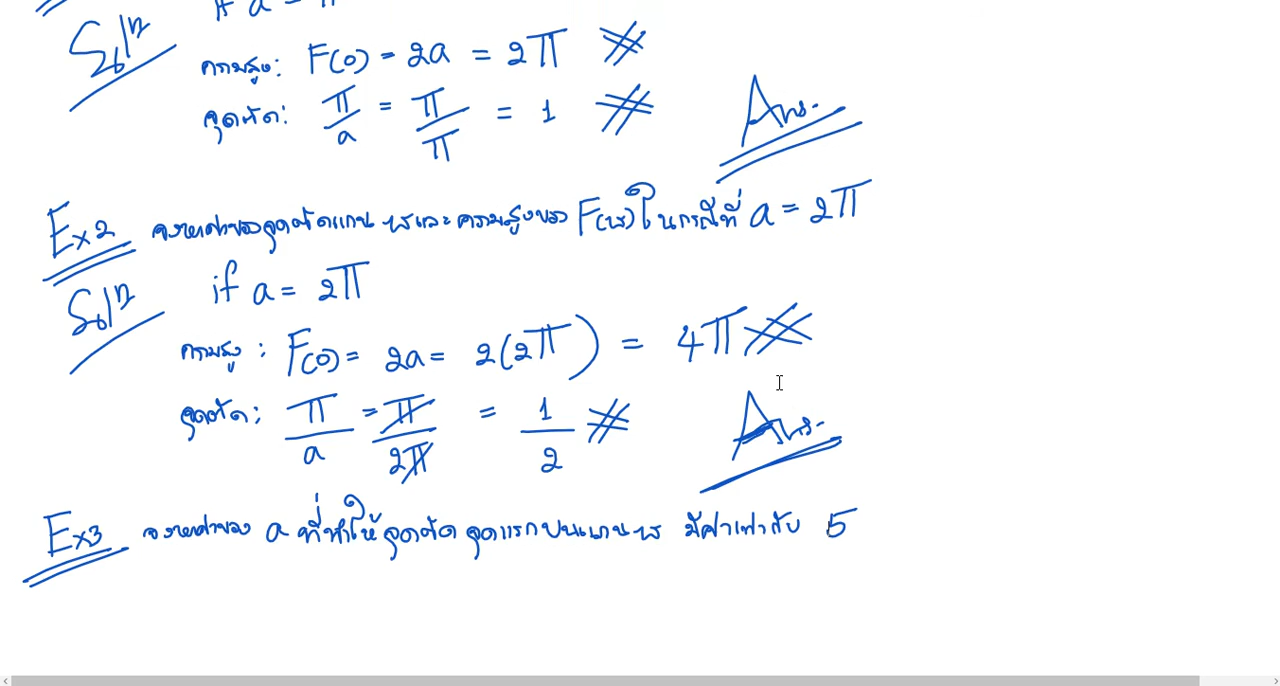 if a = π
Solⁿ
ความสูง: F(0) = 2a = 2π #
จุดตัด: π/a = π/π = 1 # Ans.
Ex2 จงหาค่าของจุดตัดแกน ω และความสูงของ F(ω) ในกรณีที่ a = 2π
Solⁿ if a = 2π
ความสูง : F(0) = 2a = 2(2π) = 4π #
จุดตัด: π/a = π/2π = 1/2 # Ans.
Ex3 จงหาค่าของ a ที่ทำให้จุดตัด จุดแรกบนแกน ω มีค่าเท่ากับ 5